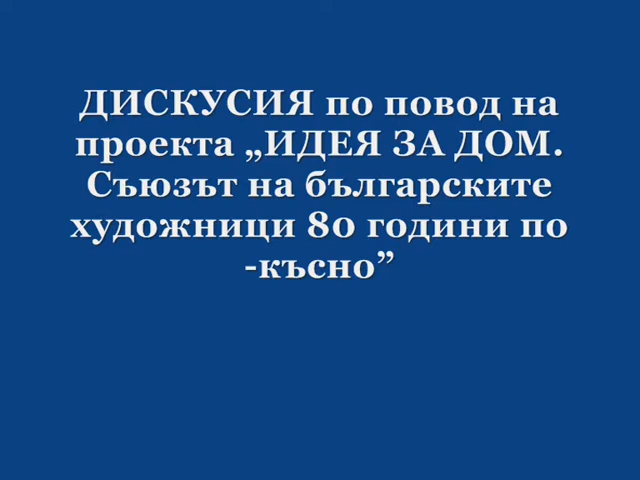 ДИСКУСИЯ по повод на
проекта „ИДЕЯ ЗА ДОМ.
Съюзът на българските
художници 80 години по
-късно”